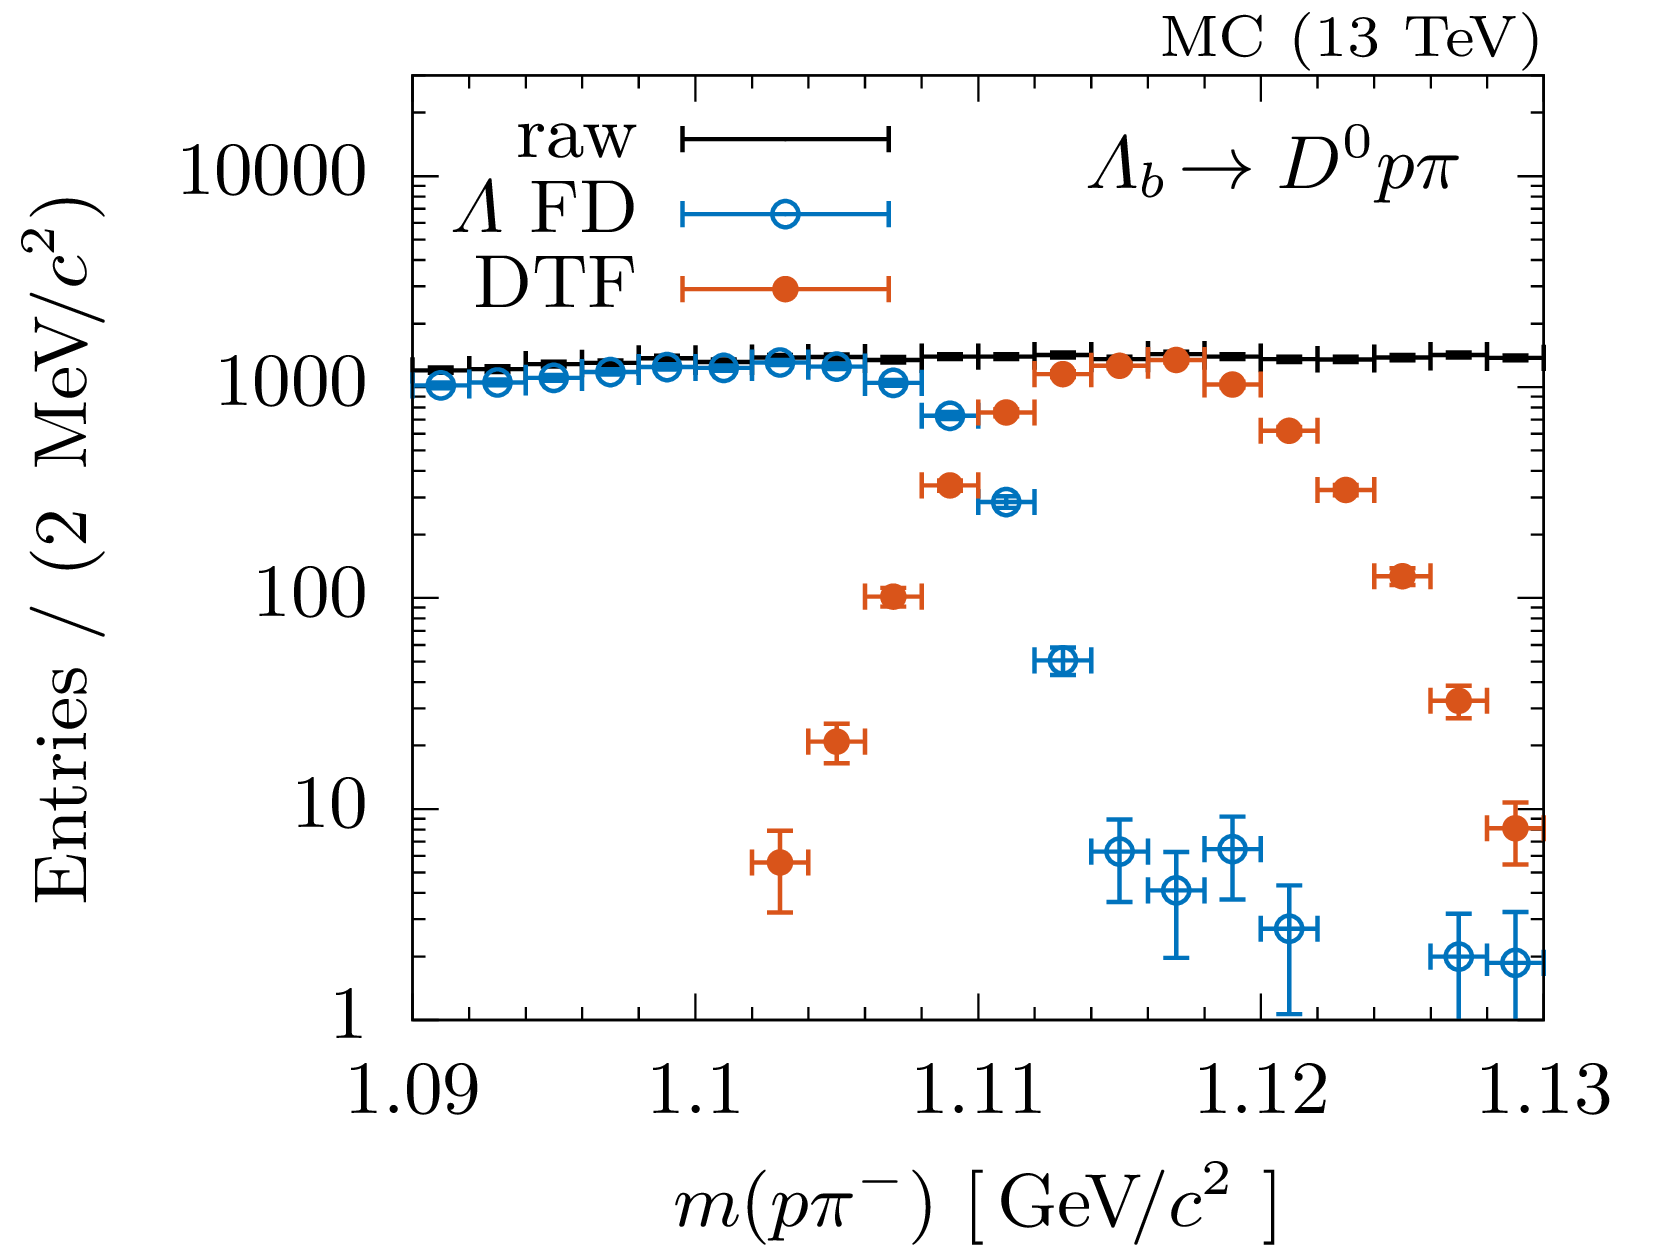 MC (13 TeV)
raw
Λ FD
DTF
Λb → D⁰pπ
Entries / (2 MeV/c²)
10000
1000
100
10
1
1.09 1.1 1.11 1.12 1.13
m(pπ⁻) [ GeV/c² ]